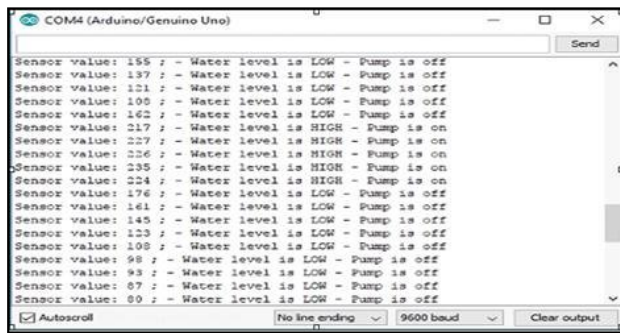 COM4 (Arduino/Genuino Uno)
Send
Sensor value: 155 ; - Water level is LOW - Pump is off
Sensor value: 137 ; - Water level is LOW - Pump is off
Sensor value: 121 ; - Water level is LOW - Pump is off
Sensor value: 108 ; - Water level is LOW - Pump is off
Sensor value: 162 ; - Water level is LOW - Pump is off
Sensor value: 217 ; - Water level is HIGH - Pump is on
Sensor value: 227 ; - Water level is HIGH - Pump is on
Sensor value: 226 ; - Water level is HIGH - Pump is on
Sensor value: 235 ; - Water level is HIGH - Pump is on
Sensor value: 224 ; - Water level is HIGH - Pump is on
Sensor value: 176 ; - Water level is LOW - Pump is off
Sensor value: 161 ; - Water level is LOW - Pump is off
Sensor value: 145 ; - Water level is LOW - Pump is off
Sensor value: 123 ; - Water level is LOW - Pump is off
Sensor value: 108 ; - Water level is LOW - Pump is off
Sensor value: 98 ; - Water level is LOW - Pump is off
Sensor value: 93 ; - Water level is LOW - Pump is off
Sensor value: 87 ; - Water level is LOW - Pump is off
Sensor value: 80 ; - Water level is LOW - Pump is off
Autoscroll No line ending 9600 baud Clear output